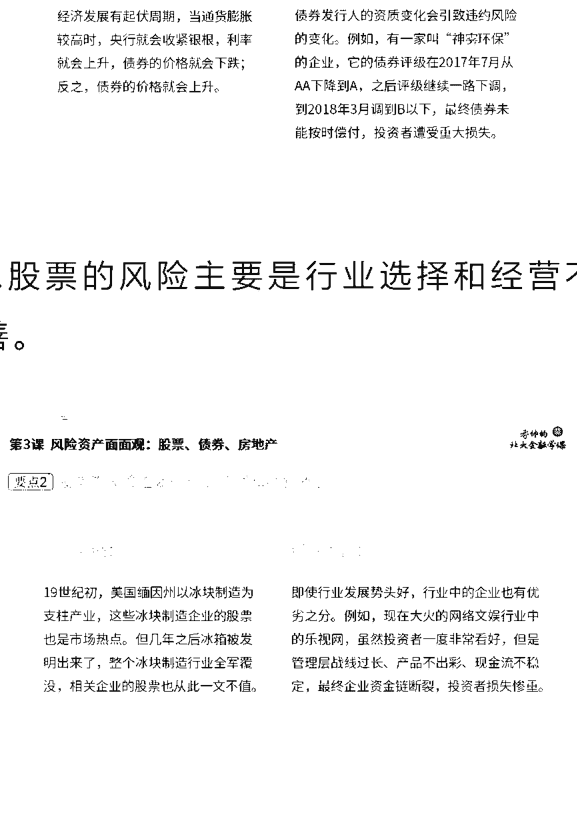 经济发展有起伏周期，当通货膨胀
较高时，央行就会收紧银根，利率
就会上升，债券的价格就会下跌；
反之，债券的价格就会上升。
债券发行人的资质变化会引致违约风险
的变化。例如，有一家叫“神雾环保”
的企业，它的债券评级在2017年7月从
AA下降到A，之后评级继续一路下调，
到2018年3月调到B以下，最终债券未
能按时偿付，投资者遭受重大损失。
股票的风险主要是行业选择和经营不
善。
第3课 风险资产面面观：股票、债券、房地产
香帅的
北大金融学课
要点2
19世纪初，美国缅因州以冰块制造为
支柱产业，这些冰块制造企业的股票
也是市场热点。但几年之后冰箱被发
明出来了，整个冰块制造行业全军覆
没，相关企业的股票也从此一文不值。
即使行业发展势头好，行业中的企业也有优
劣之分。例如，现在大火的网络文娱行业中
的乐视网，虽然投资者一度非常看好，但是
管理层战线过长、产品不出彩、现金流不稳
定，最终企业资金链断裂，投资者损失惨重。